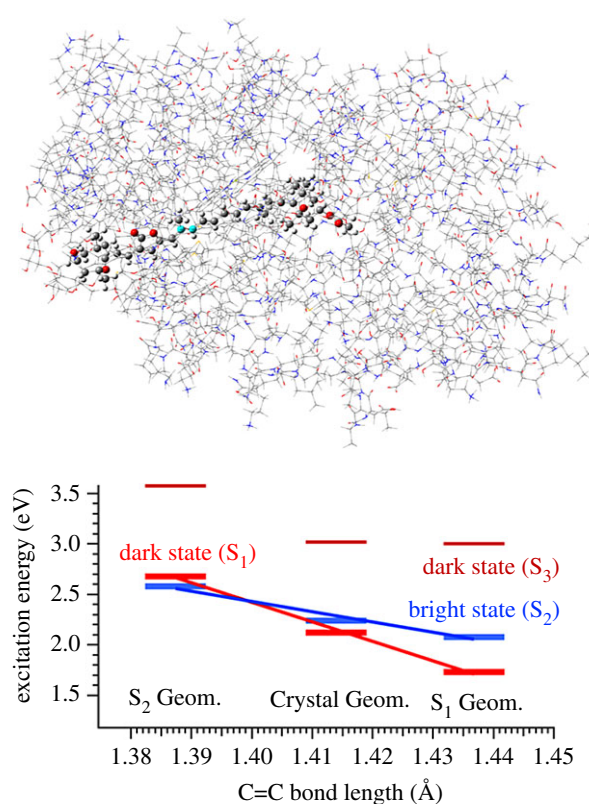 3.5
3.0
2.5
2.0
1.5
excitation energy (eV)
dark state (S1)
dark state (S3)
bright state (S2)
S2 Geom.
Crystal Geom.
S1 Geom.
1.38
1.39
1.40
1.41
1.42
1.43
1.44
1.45
C=C bond length (Å)